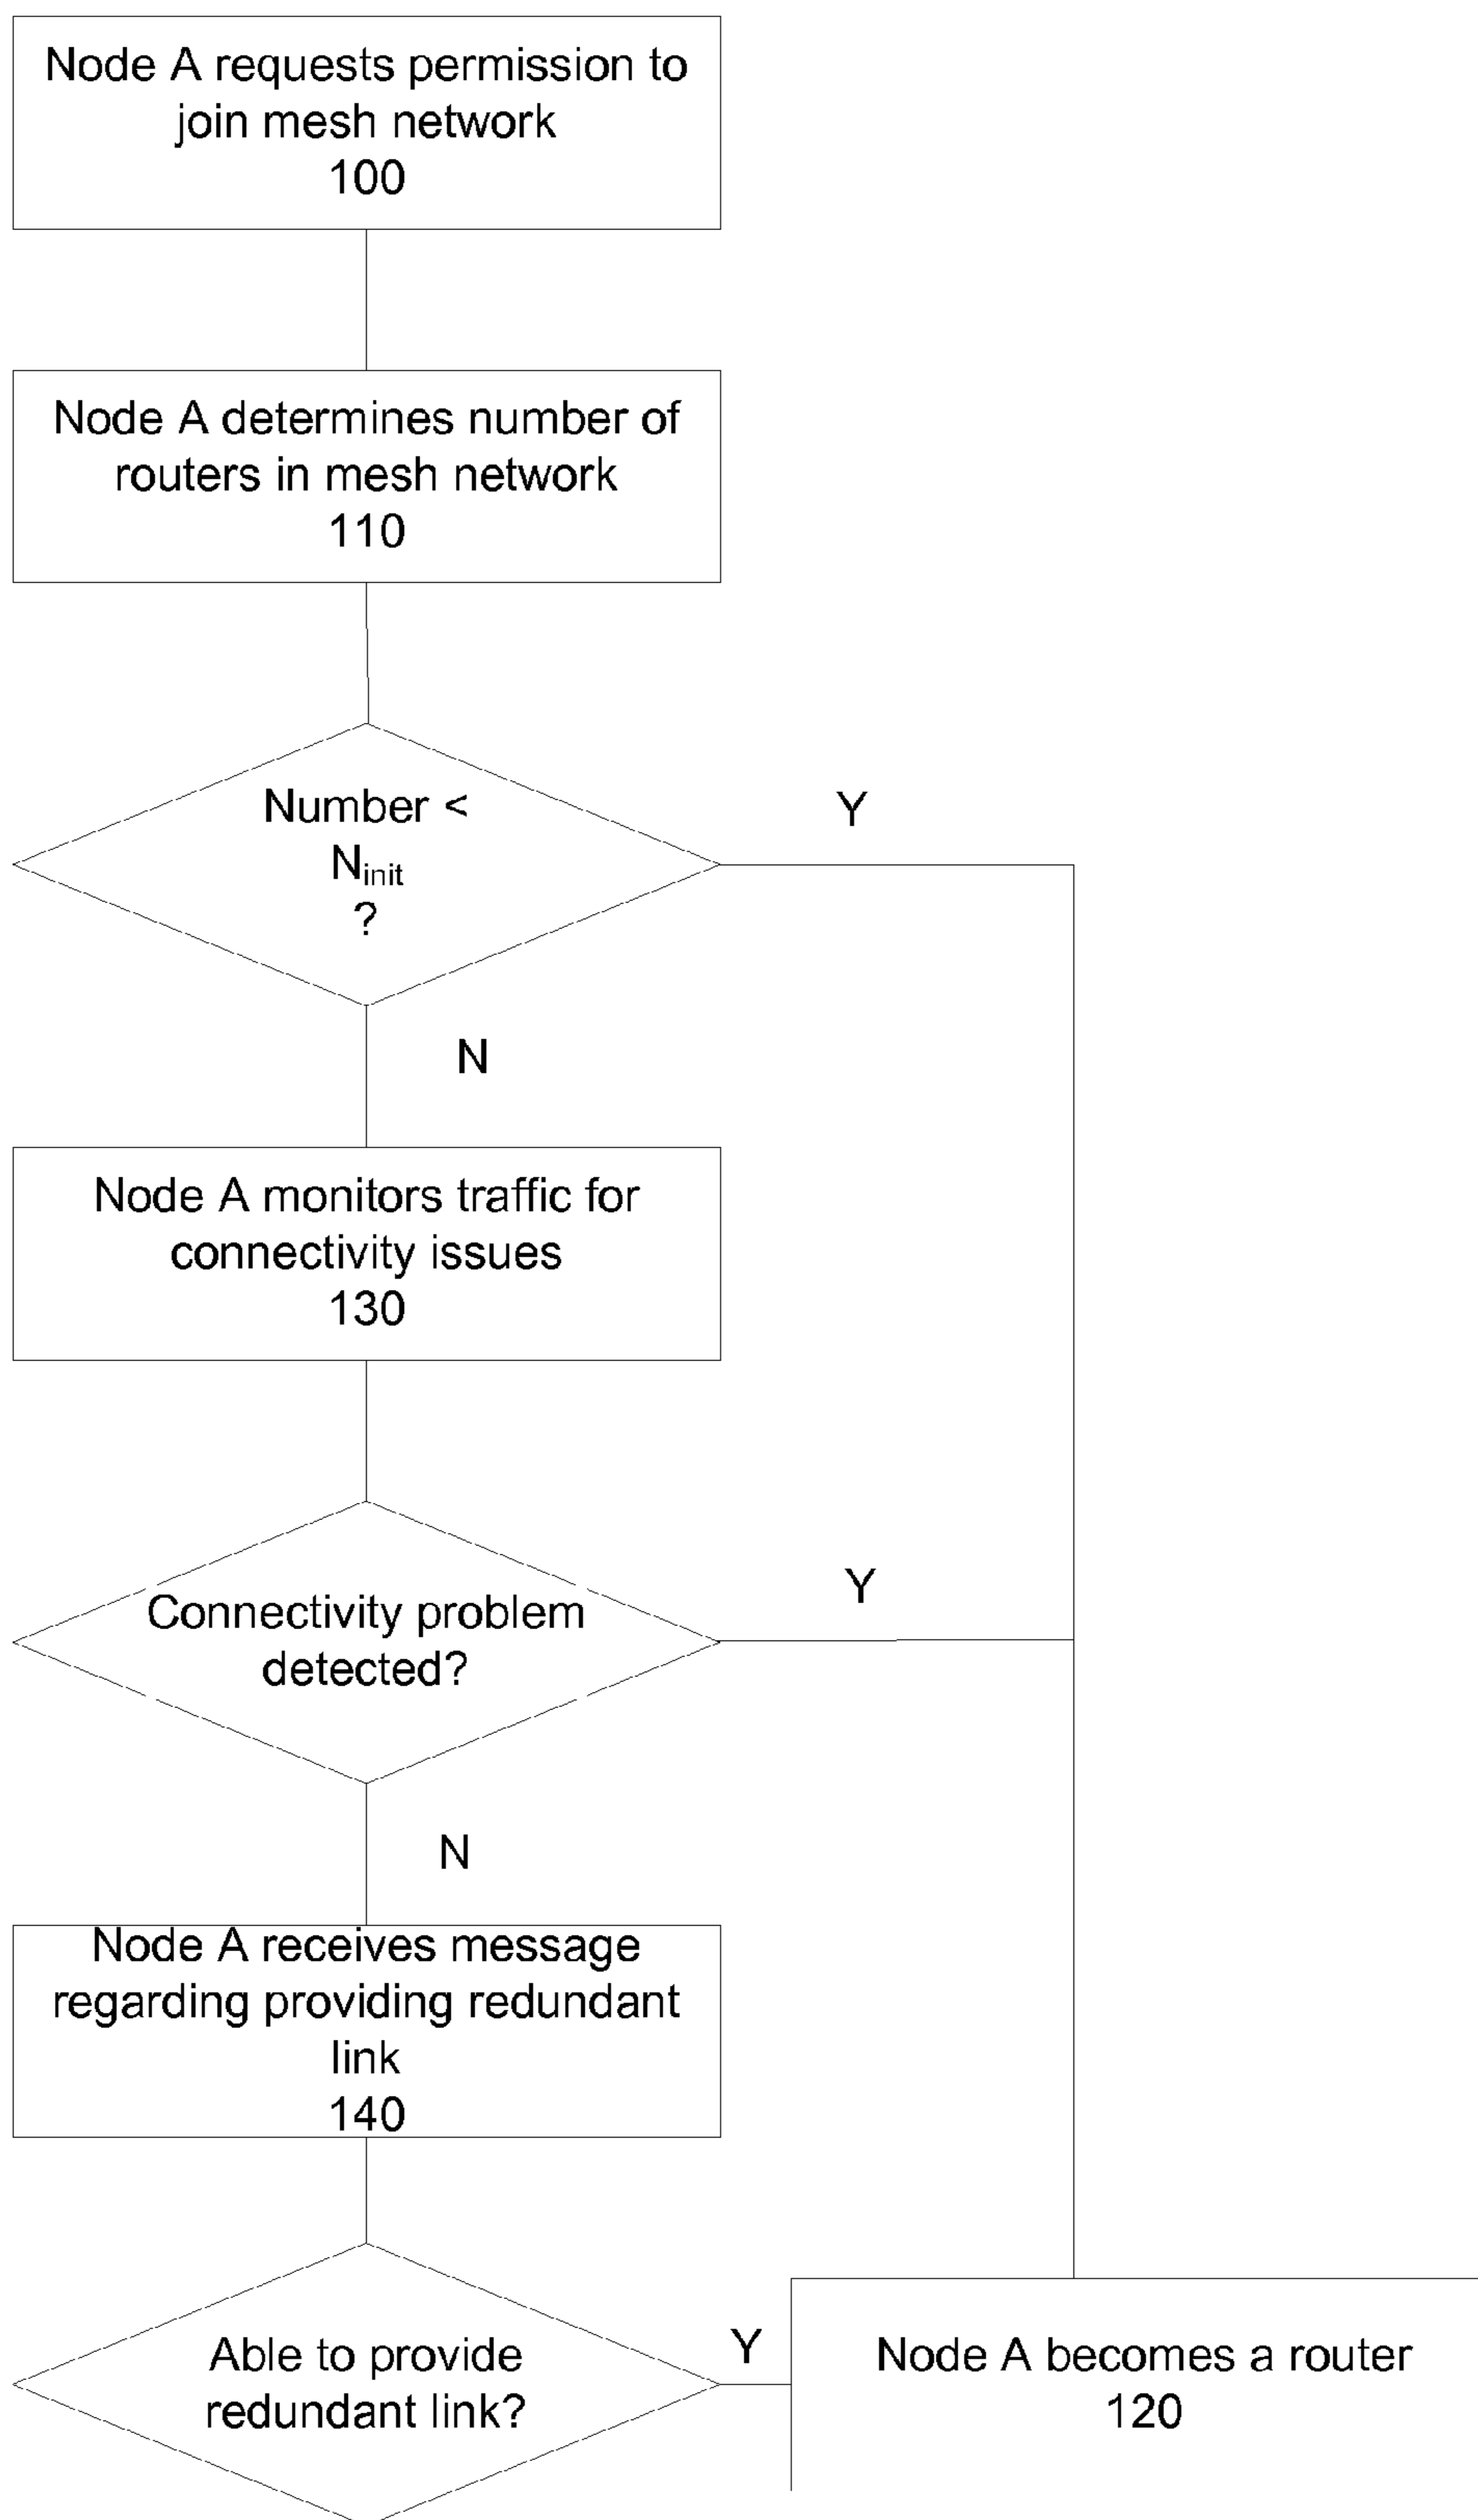 Node A requests permission to
join mesh network
100
Node A determines number of
routers in mesh network
110
Number <
Ninit
?
Y
N
Node A monitors traffic for
connectivity issues
130
Connectivity problem
detected?
Y
N
Node A receives message
regarding providing redundant
link
140
Able to provide
redundant link?
Y
Node A becomes a router
120